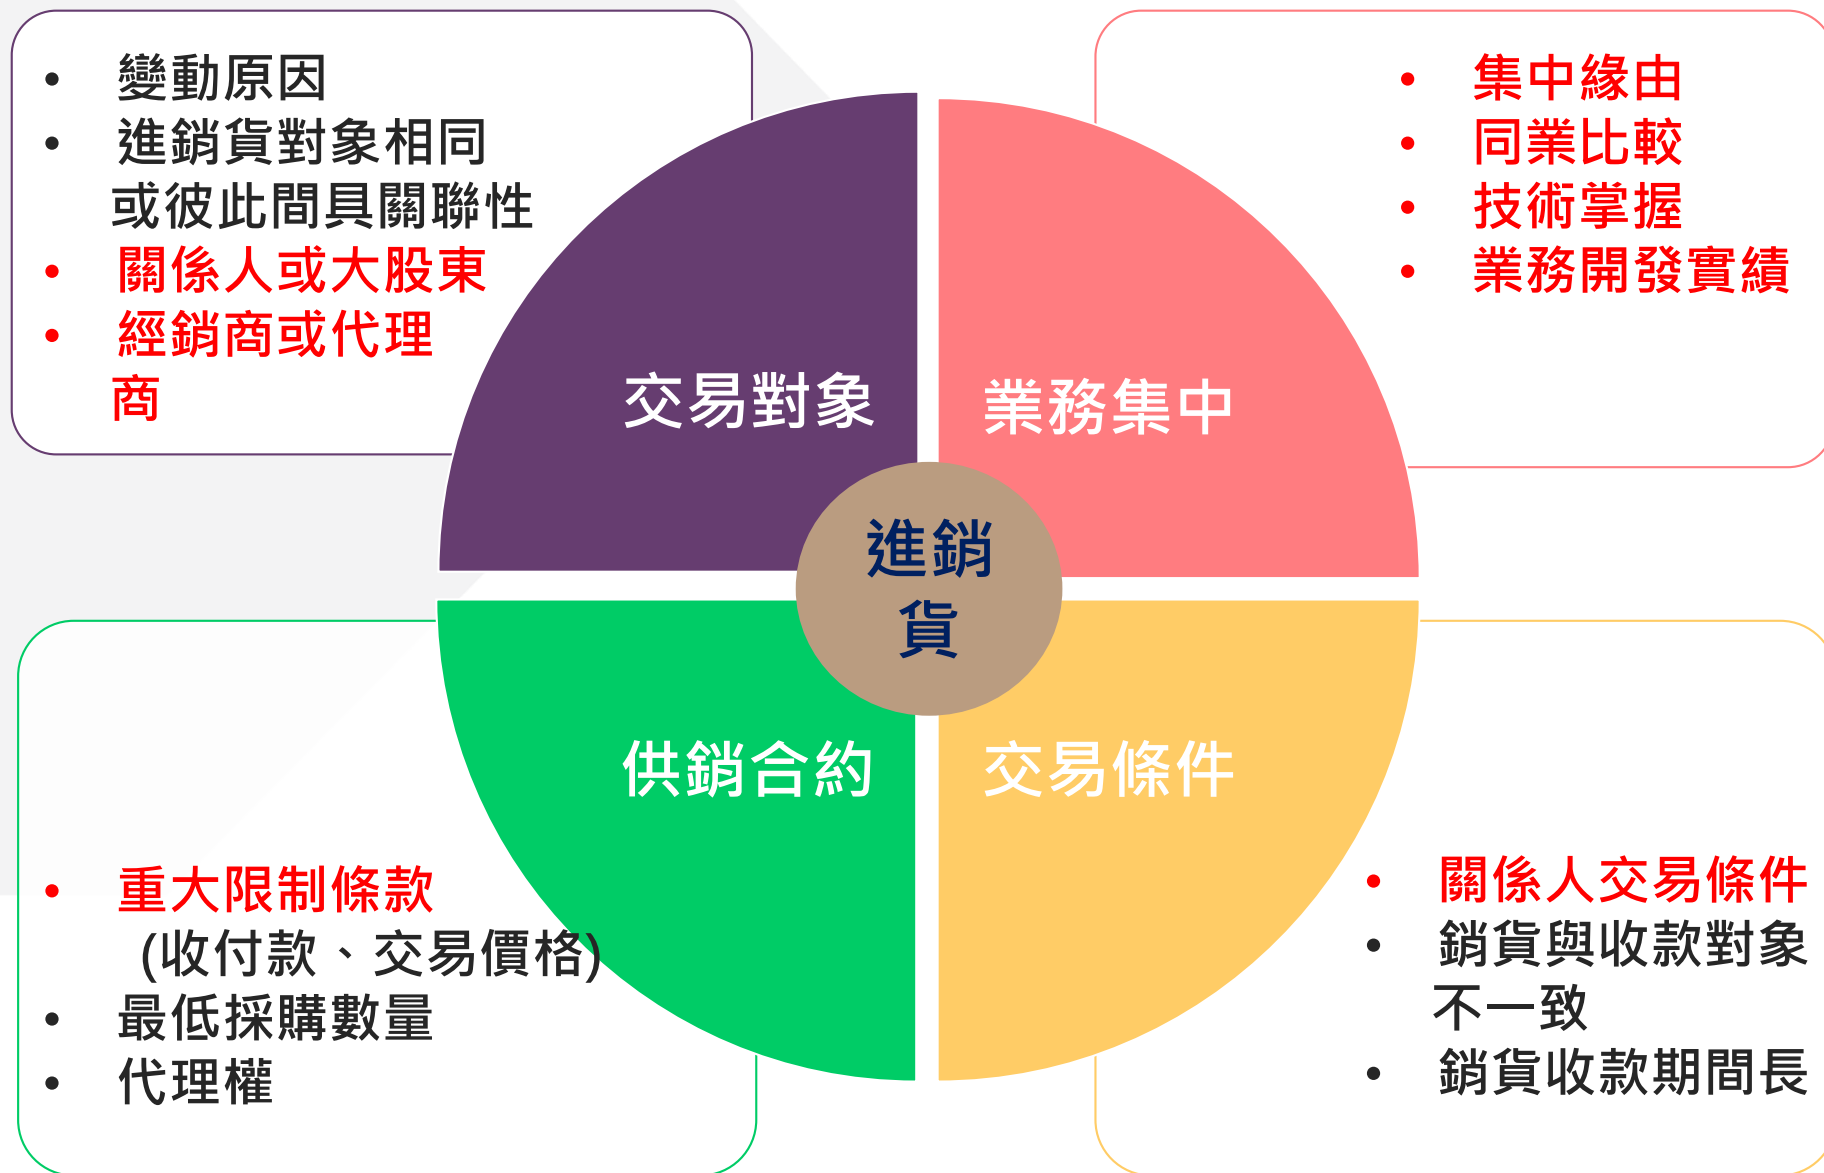 • 變動原因
• 進銷貨對象相同
或彼此間具關聯性
• 關係人或大股東
• 經銷商或代理
商
• 集中緣由
• 同業比較
• 技術掌握
• 業務開發實績
交易對象
業務集中
進銷
貨
供銷合約
交易條件
• 重大限制條款
(收付款、交易價格)
• 最低採購數量
• 代理權
• 關係人交易條件
• 銷貨與收款對象
不一致
• 銷貨收款期間長